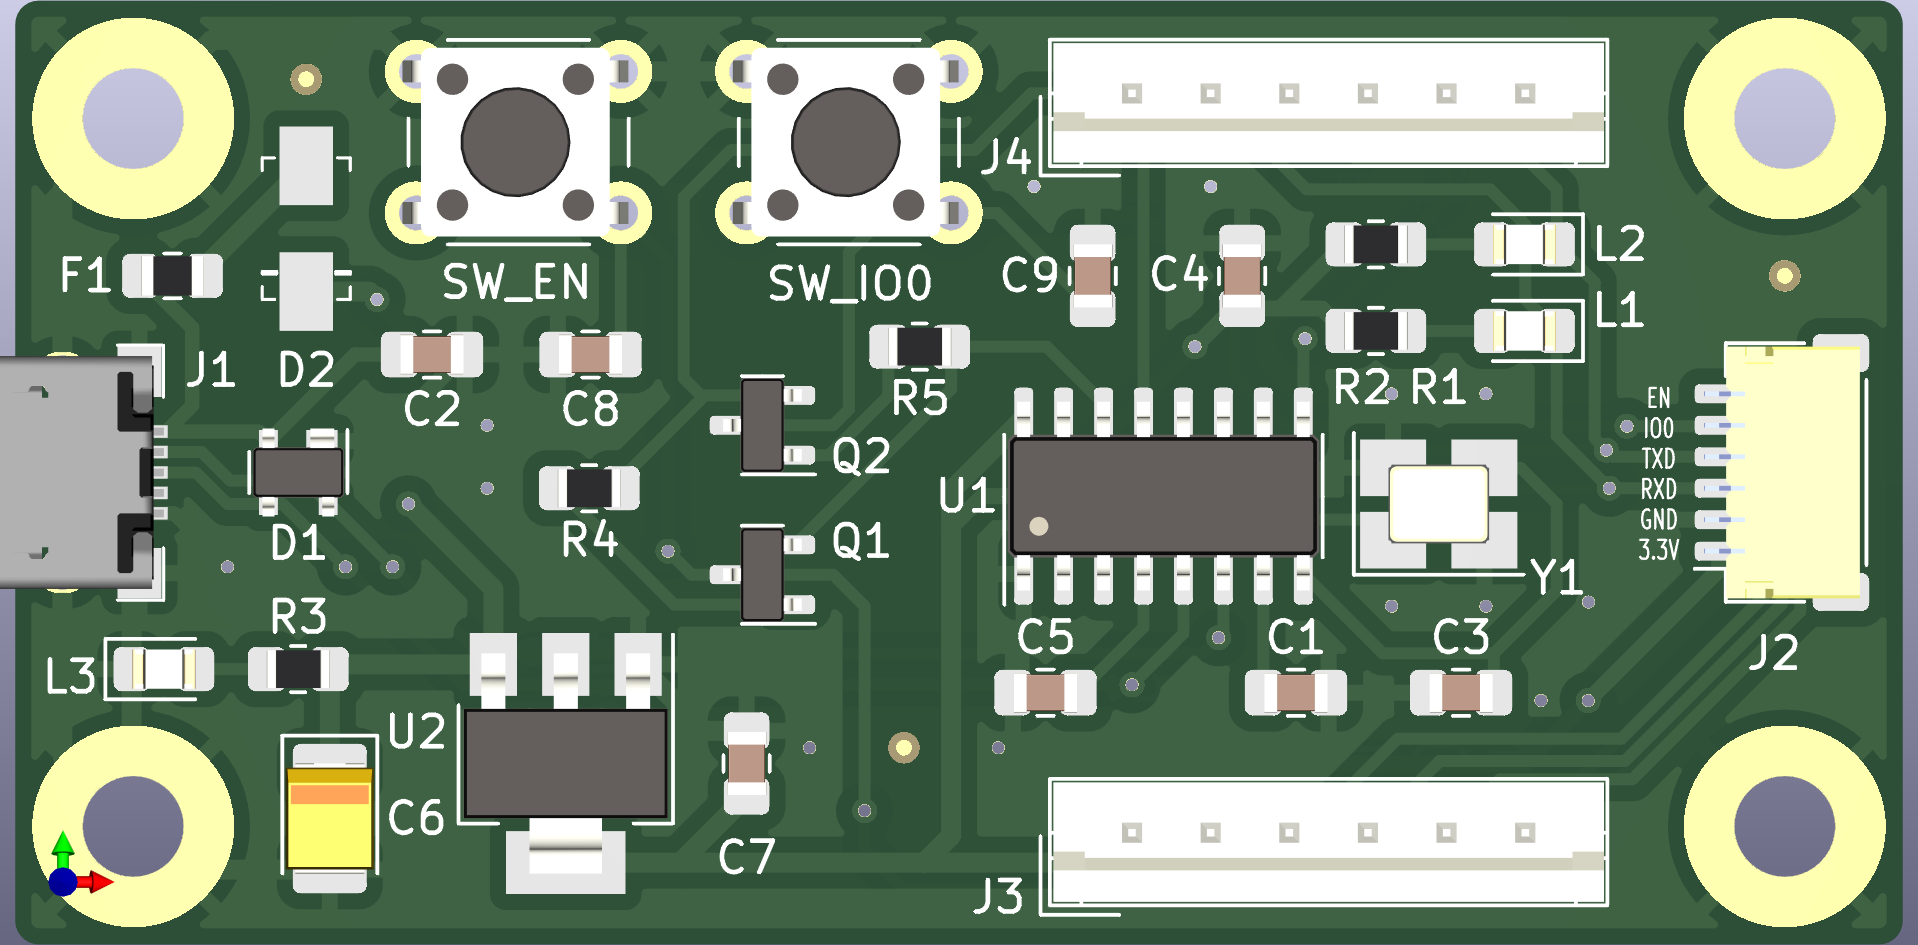 J4
F1
SW_EN
SW_IO0
C9
C4
L2
L1
J1
D2
C2
C8
R5
R2
R1
EN
IO0
TXD
RXD
GND
3.3V
Q2
U1
D1
R4
Q1
Y1
R3
C5
C1
C3
J2
L3
U2
C6
C7
J3